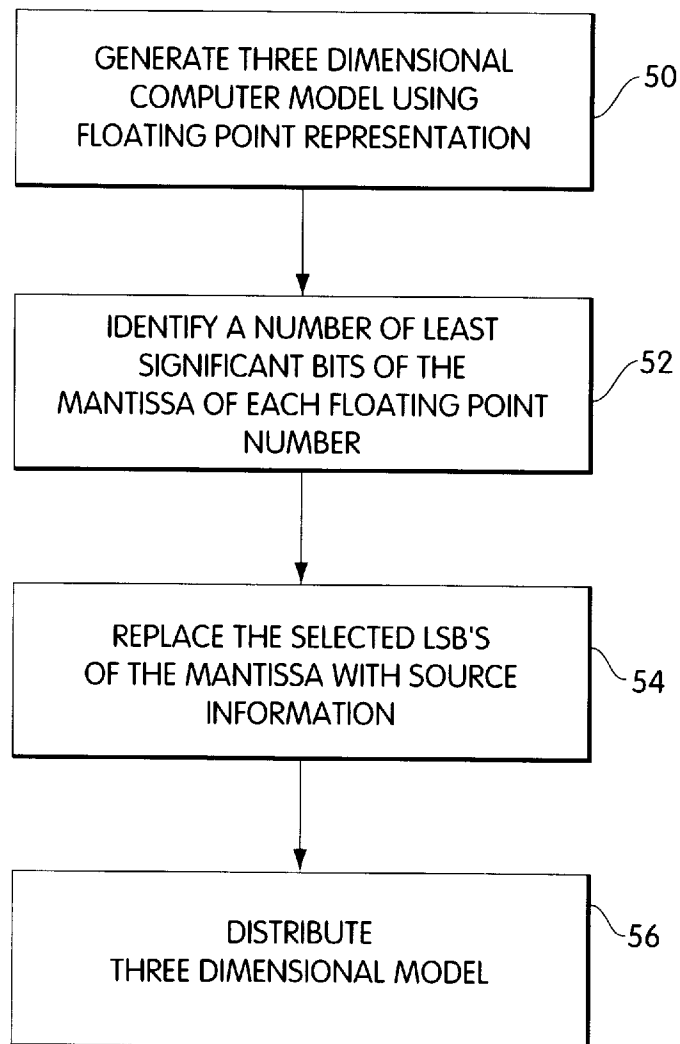 GENERATE THREE DIMENSIONAL
COMPUTER MODEL USING
FLOATING POINT REPRESENTATION
50
IDENTIFY A NUMBER OF LEAST
SIGNIFICANT BITS OF THE
MANTISSA OF EACH FLOATING POINT
NUMBER
52
REPLACE THE SELECTED LSB'S
OF THE MANTISSA WITH SOURCE
INFORMATION
54
DISTRIBUTE
THREE DIMENSIONAL MODEL
56